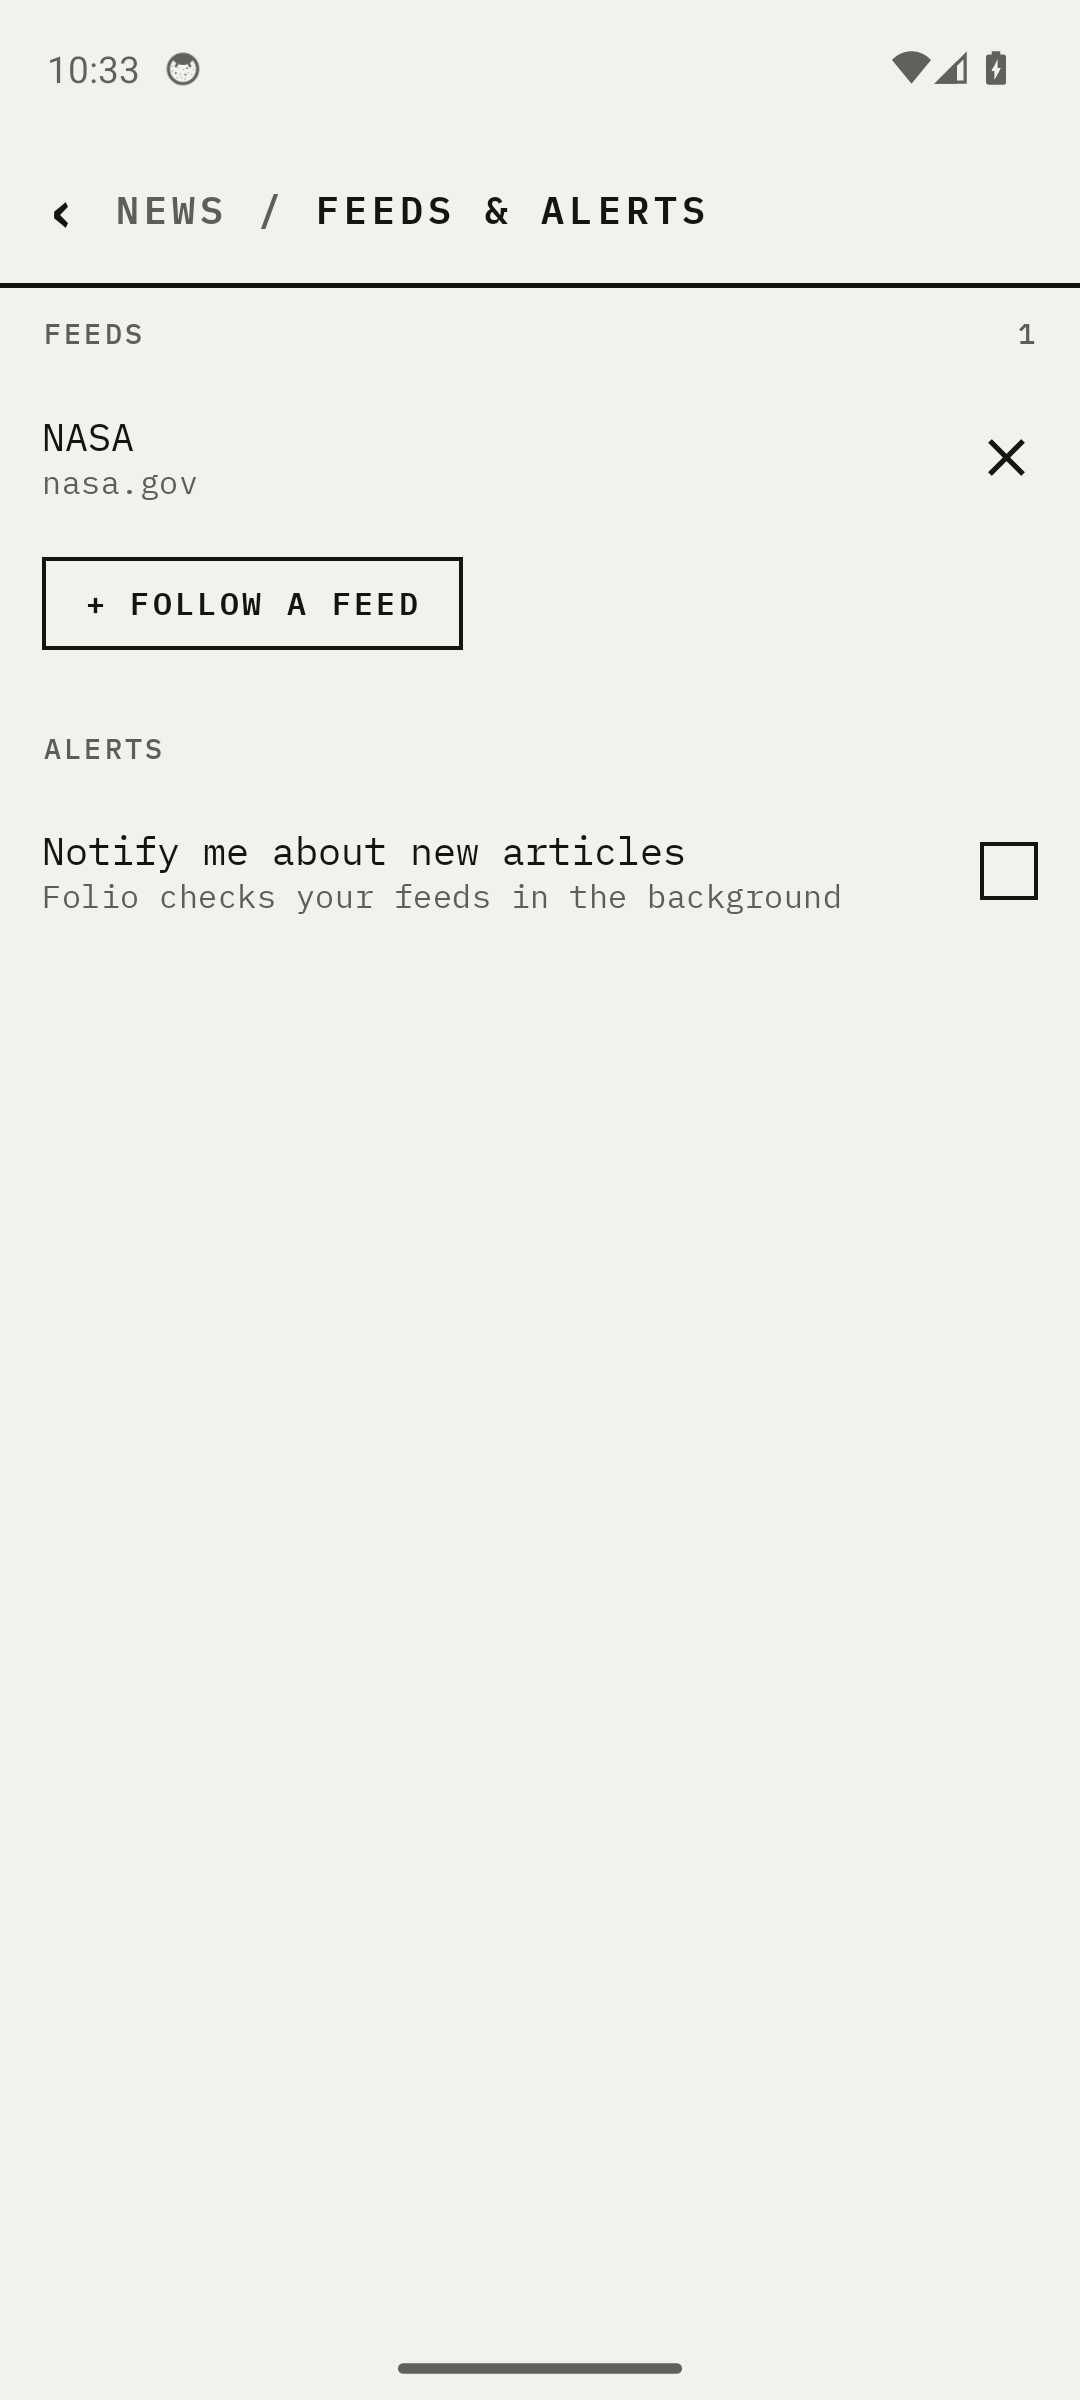 10:33
‹ NEWS / FEEDS & ALERTS
FEEDS 1
NASA
nasa.gov
+ FOLLOW A FEED
ALERTS
Notify me about new articles
Folio checks your feeds in the background